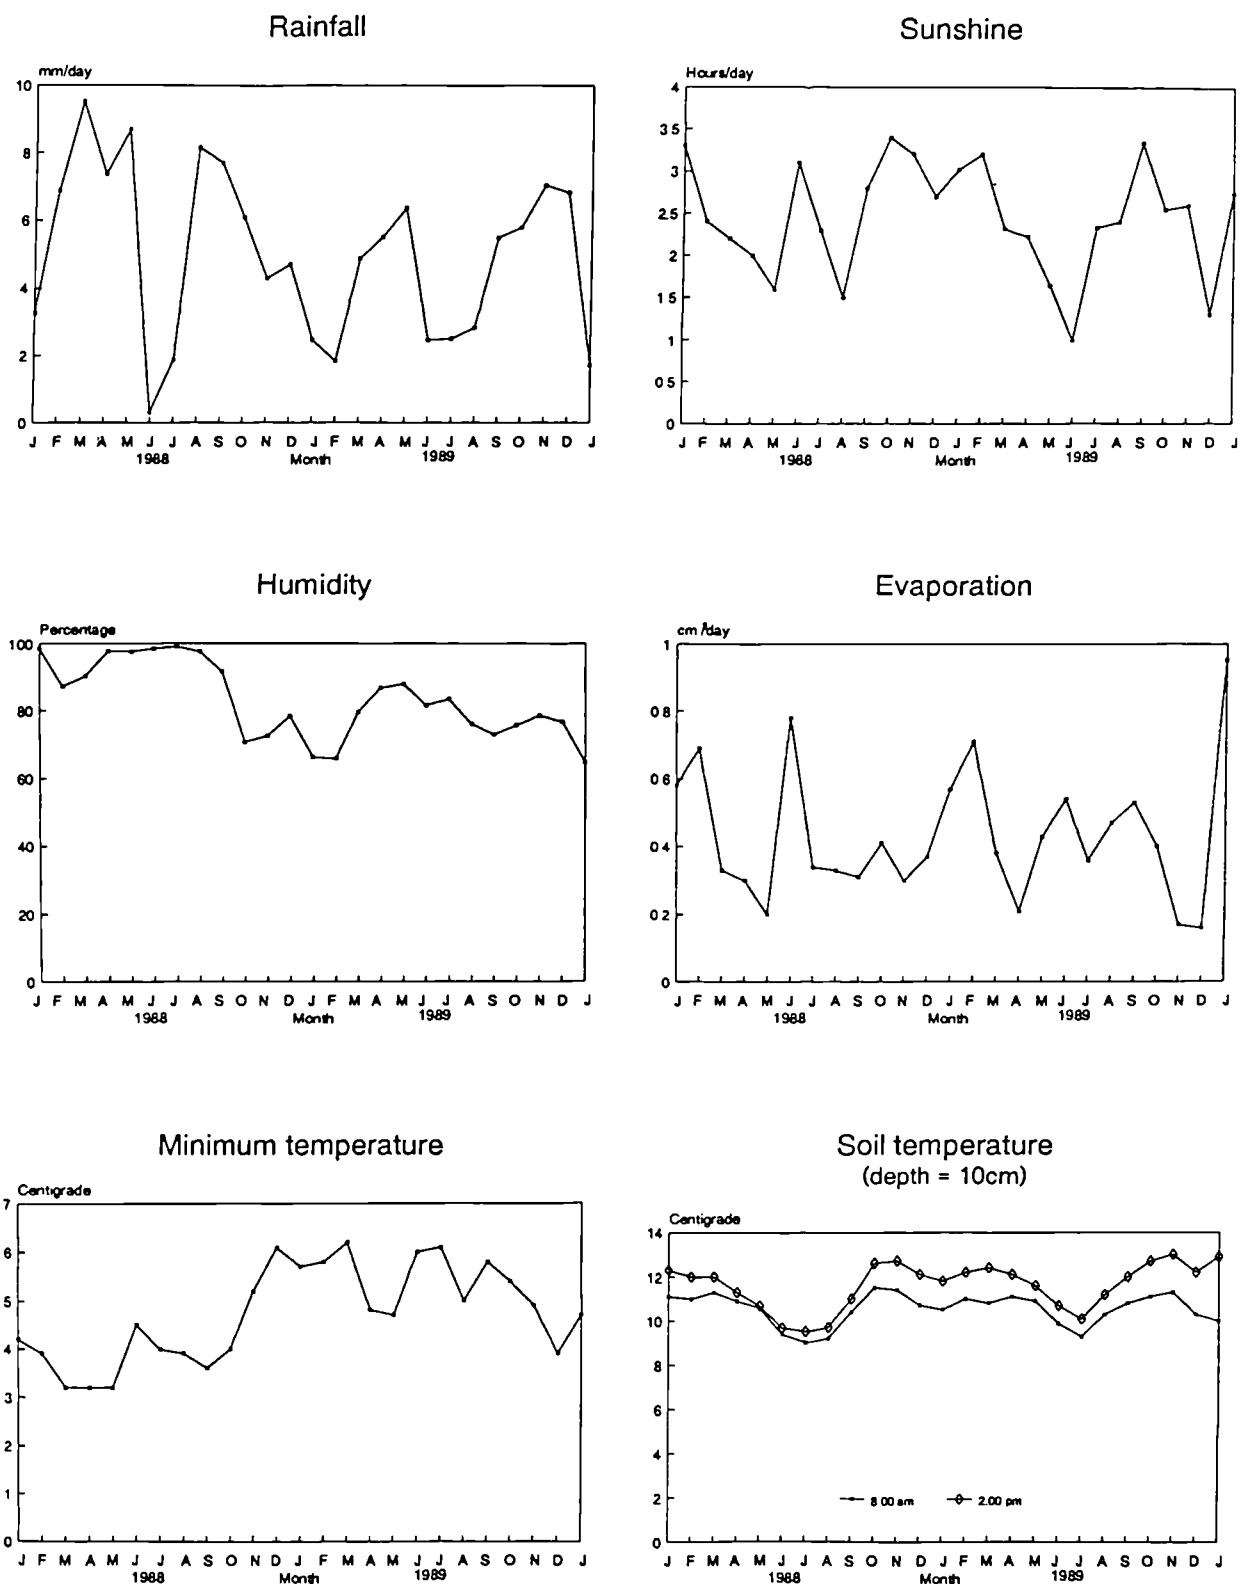 Rainfall
mm/day
10
8
6
4
2
0
J F M A M J J A S O N D J F M A M J J A S O N D J
1988 Month 1989
Sunshine
Hours/day
4
3 5
3
2.5
2
1 5
1
0 5
0
J F M A M J J A S O N D J F M A M J J A S O N D J
1988 Month 1989
Humidity
Percentage
100
80
60
40
20
0
J F M A M J J A S O N D J F M A M J J A S O N D J
1988 Month 1989
Evaporation
cm /day
1
0 8
0 6
0 4
0 2
0
J F M A M J J A S O N D J F M A M J J A S O N D J
1988 Month 1989
Minimum temperature
Centigrade
7
6
5
4
3
2
1
0
J F M A M J J A S O N D J F M A M J J A S O N D J
1988 Month 1989
Soil temperature
(depth = 10cm)
Centigrade
14
12
10
8
6
4
2
0
8 00 am 2.00 pm
J F M A M J J A S O N D J F M A M J J A S O N D J
1988 Month 1989